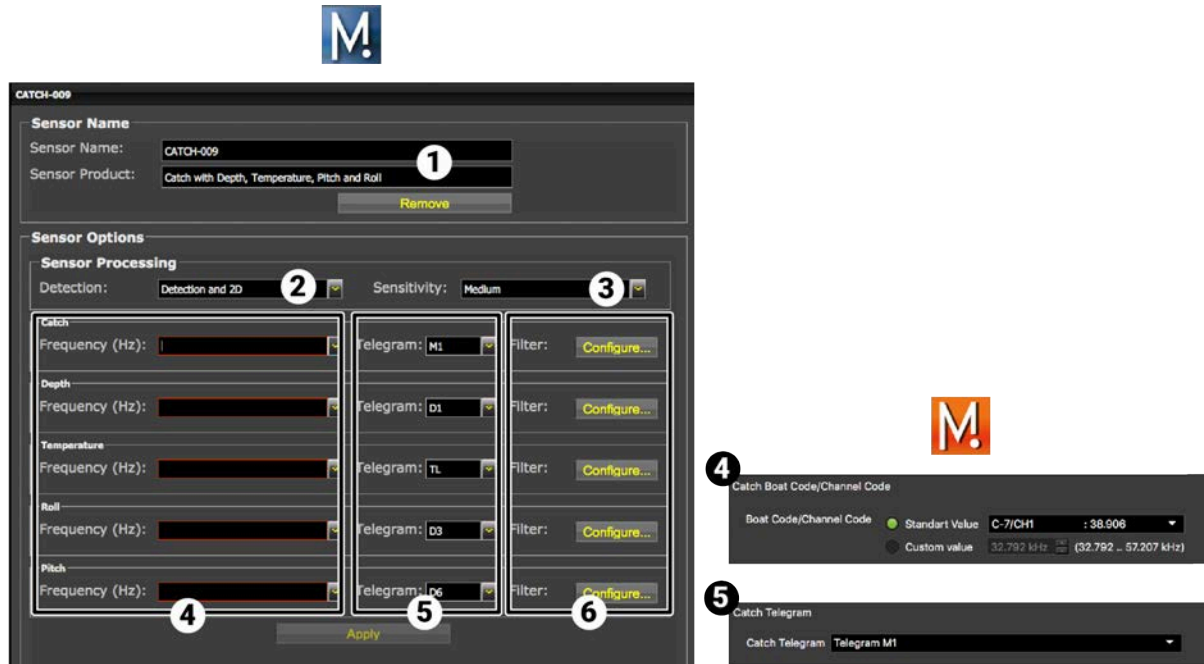 M!
CATCH-009
Sensor Name
Sensor Name: CATCH-009
1
Sensor Product: Catch with Depth, Temperature, Pitch and Roll
Remove
Sensor Options
Sensor Processing
Detection: Detection and 2D 2 Sensitivity: Medium 3
Catch
Frequency (Hz): Telegram: M1 Filter: Configure...
Depth
Frequency (Hz): Telegram: D1 Filter: Configure...
Temperature
Frequency (Hz): Telegram: TL Filter: Configure...
Roll
Frequency (Hz): Telegram: D3 Filter: Configure...
Pitch
Frequency (Hz): Telegram: D6 Filter: Configure...
4 5 6
Apply
M!
4
Catch Boat Code/Channel Code
Boat Code/Channel Code Standart Value C-7/CH1 : 38.906
Custom value 32.792 kHz (32.792 .. 57.207 kHz)
5
Catch Telegram
Catch Telegram Telegram M1